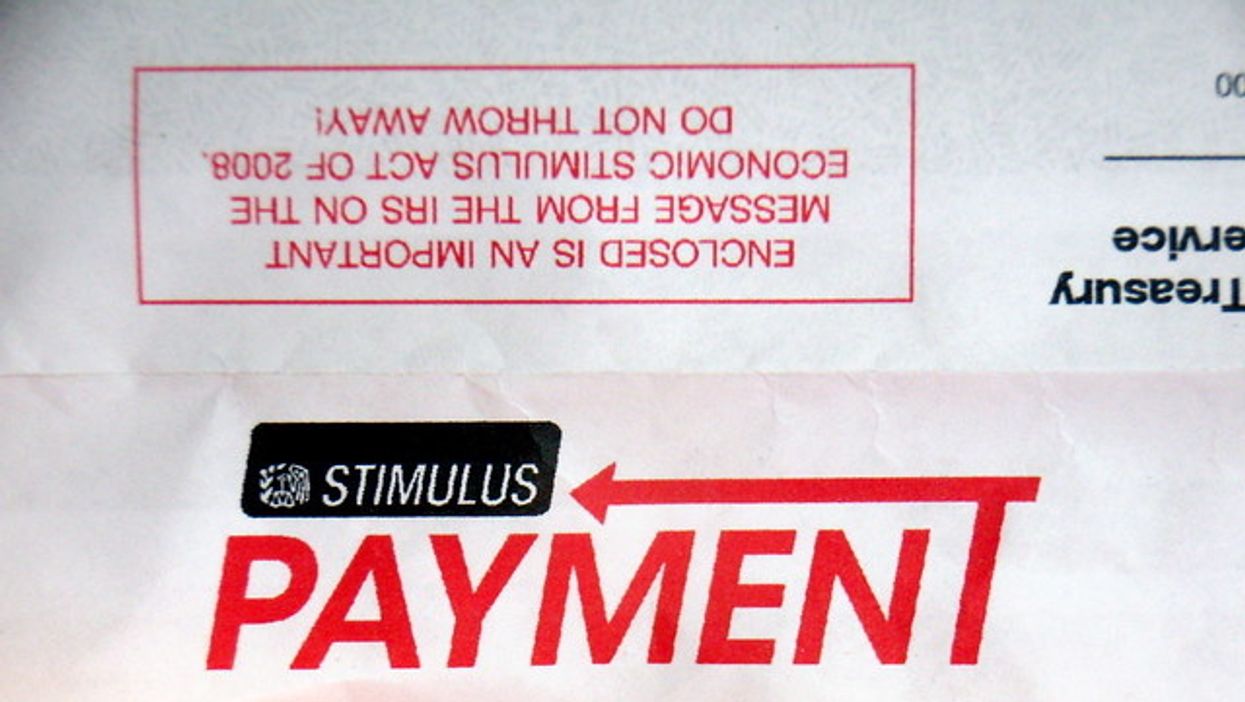 ENCLOSED IS AN IMPORTANT
MESSAGE FROM THE IRS ON THE
ECONOMIC STIMULUS ACT OF 2008.
DO NOT THROW AWAY!
Treasury
ervice
00
STIMULUS
PAYMENT